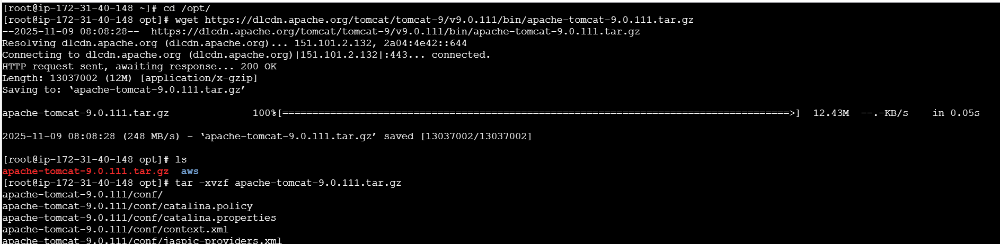 [root@ip-172-31-40-148 ~]# cd /opt/
[root@ip-172-31-40-148 opt]# wget https://dlcdn.apache.org/tomcat/tomcat-9/v9.0.111/bin/apache-tomcat-9.0.111.tar.gz
--2025-11-09 08:08:28--  https://dlcdn.apache.org/tomcat/tomcat-9/v9.0.111/bin/apache-tomcat-9.0.111.tar.gz
Resolving dlcdn.apache.org (dlcdn.apache.org)... 151.101.2.132, 2a04:4e42::644
Connecting to dlcdn.apache.org (dlcdn.apache.org)|151.101.2.132|:443... connected.
HTTP request sent, awaiting response... 200 OK
Length: 13037002 (12M) [application/x-gzip]
Saving to: ‘apache-tomcat-9.0.111.tar.gz’
apache-tomcat-9.0.111.tar.gz              100%[=====================================================================================>]  12.43M  --.-KB/s    in 0.05s
2025-11-09 08:08:28 (248 MB/s) - ‘apache-tomcat-9.0.111.tar.gz’ saved [13037002/13037002]
[root@ip-172-31-40-148 opt]# ls
apache-tomcat-9.0.111.tar.gz  aws
[root@ip-172-31-40-148 opt]# tar -xvzf apache-tomcat-9.0.111.tar.gz
apache-tomcat-9.0.111/conf/
apache-tomcat-9.0.111/conf/catalina.policy
apache-tomcat-9.0.111/conf/catalina.properties
apache-tomcat-9.0.111/conf/context.xml
apache-tomcat-9.0.111/conf/jaspic-providers.xml